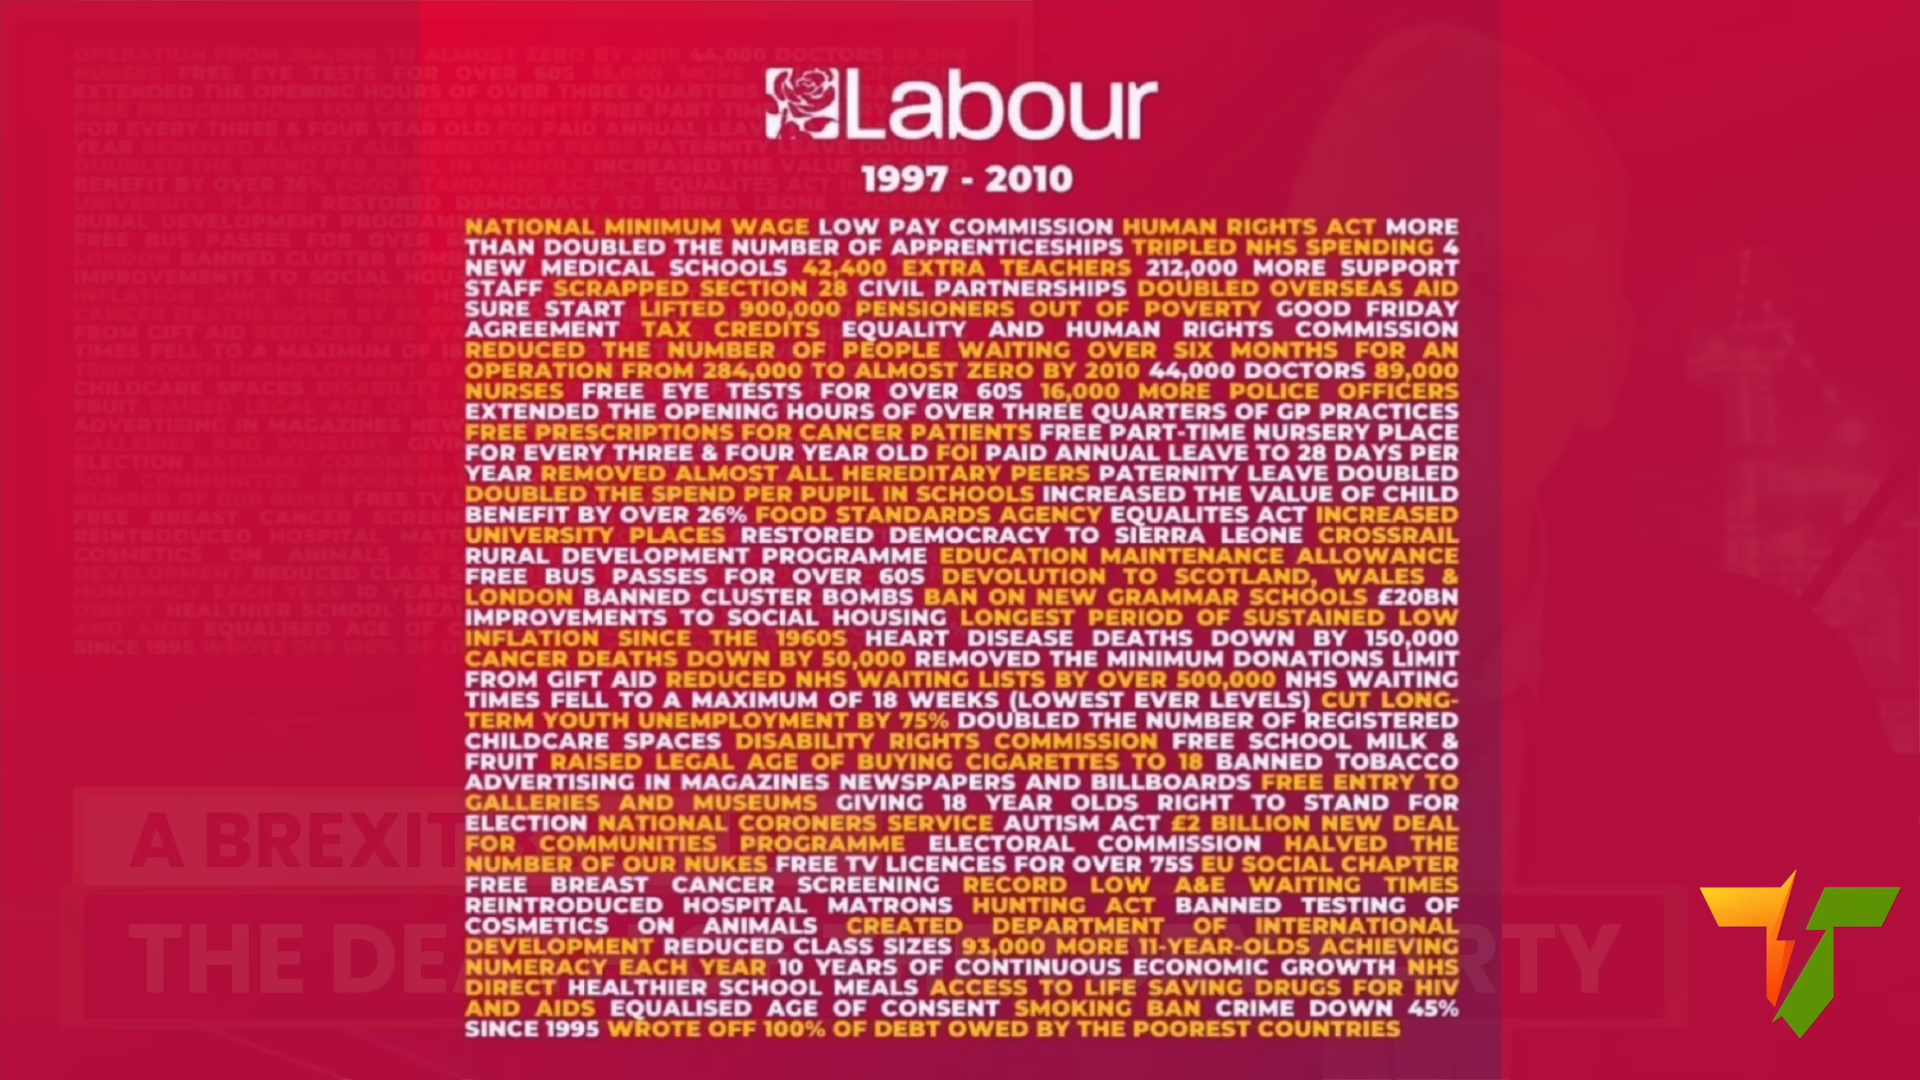 Labour
1997 - 2010
NATIONAL MINIMUM WAGE LOW PAY COMMISSION HUMAN RIGHTS ACT MORE
THAN DOUBLED THE NUMBER OF APPRENTICESHIPS TRIPLED NHS SPENDING 4
NEW MEDICAL SCHOOLS 42,400 EXTRA TEACHERS 212,000 MORE SUPPORT
STAFF SCRAPPED SECTION 28 CIVIL PARTNERSHIPS DOUBLED OVERSEAS AID
SURE START LIFTED 900,000 PENSIONERS OUT OF POVERTY GOOD FRIDAY
AGREEMENT TAX CREDITS EQUALITY AND HUMAN RIGHTS COMMISSION
REDUCED THE NUMBER OF PEOPLE WAITING OVER SIX MONTHS FOR AN
OPERATION FROM 284,000 TO ALMOST ZERO BY 2010 44,000 DOCTORS 89,000
NURSES FREE EYE TESTS FOR OVER 60S 16,000 MORE POLICE OFFICERS
EXTENDED THE OPENING HOURS OF OVER THREE QUARTERS OF GP PRACTICES
FREE PRESCRIPTIONS FOR CANCER PATIENTS FREE PART-TIME NURSERY PLACE
FOR EVERY THREE & FOUR YEAR OLD FOI PAID ANNUAL LEAVE TO 28 DAYS PER
YEAR REMOVED ALMOST ALL HEREDITARY PEERS PATERNITY LEAVE DOUBLED
DOUBLED THE SPEND PER PUPIL IN SCHOOLS INCREASED THE VALUE OF CHILD
BENEFIT BY OVER 26% FOOD STANDARDS AGENCY EQUALITES ACT INCREASED
UNIVERSITY PLACES RESTORED DEMOCRACY TO SIERRA LEONE CROSSRAIL
RURAL DEVELOPMENT PROGRAMME EDUCATION MAINTENANCE ALLOWANCE
FREE BUS PASSES FOR OVER 60S DEVOLUTION TO SCOTLAND, WALES &
LONDON BANNED CLUSTER BOMBS BAN ON NEW GRAMMAR SCHOOLS £20BN
IMPROVEMENTS TO SOCIAL HOUSING LONGEST PERIOD OF SUSTAINED LOW
INFLATION SINCE THE 1960S HEART DISEASE DEATHS DOWN BY 150,000
CANCER DEATHS DOWN BY 50,000 REMOVED THE MINIMUM DONATIONS LIMIT
FROM GIFT AID REDUCED NHS WAITING LISTS BY OVER 500,000 NHS WAITING
TIMES FELL TO A MAXIMUM OF 18 WEEKS (LOWEST EVER LEVELS) CUT LONG-
TERM YOUTH UNEMPLOYMENT BY 75% DOUBLED THE NUMBER OF REGISTERED
CHILDCARE SPACES DISABILITY RIGHTS COMMISSION FREE SCHOOL MILK &
FRUIT RAISED LEGAL AGE OF BUYING CIGARETTES TO 18 BANNED TOBACCO
ADVERTISING IN MAGAZINES NEWSPAPERS AND BILLBOARDS FREE ENTRY TO
GALLERIES AND MUSEUMS GIVING 18 YEAR OLDS RIGHT TO STAND FOR
ELECTION NATIONAL CORONERS SERVICE AUTISM ACT £2 BILLION NEW DEAL
FOR COMMUNITIES PROGRAMME ELECTORAL COMMISSION HALVED THE
NUMBER OF OUR NUKES FREE TV LICENCES FOR OVER 75S EU SOCIAL CHAPTER
FREE BREAST CANCER SCREENING RECORD LOW A&E WAITING TIMES
REINTRODUCED HOSPITAL MATRONS HUNTING ACT BANNED TESTING OF
COSMETICS ON ANIMALS CREATED DEPARTMENT OF INTERNATIONAL
DEVELOPMENT REDUCED CLASS SIZES 93,000 MORE 11-YEAR-OLDS ACHIEVING
NUMERACY EACH YEAR 10 YEARS OF CONTINUOUS ECONOMIC GROWTH NHS
DIRECT HEALTHIER SCHOOL MEALS ACCESS TO LIFE SAVING DRUGS FOR HIV
AND AIDS EQUALISED AGE OF CONSENT SMOKING BAN CRIME DOWN 45%
SINCE 1995 WROTE OFF 100% OF DEBT OWED BY THE POOREST COUNTRIES
A BREXIT
THE